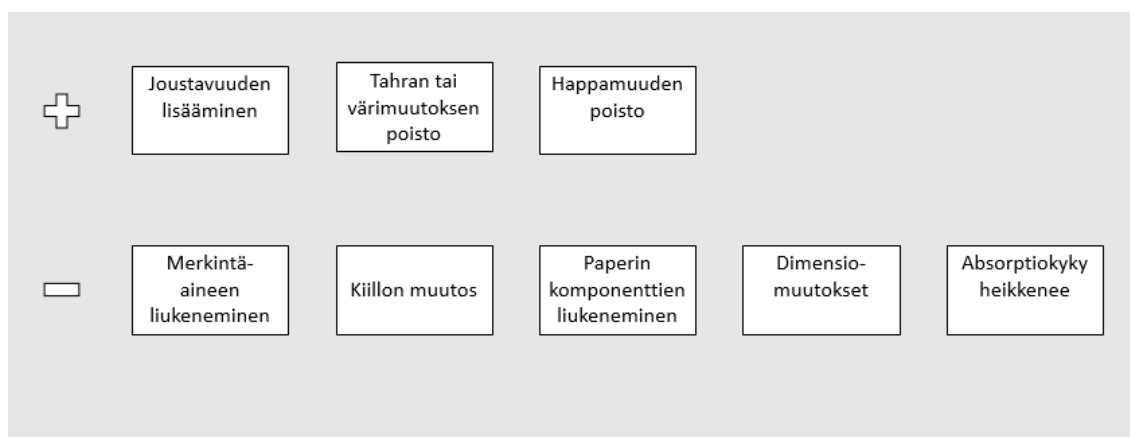 Joustavuuden
lisääminen
Tahran tai
värimuutoksen
poisto
Happamuuden
poisto
Merkintä-
aineen
liukeneminen
Kiillon muutos
Paperin
komponenttien
liukeneminen
Dimensio-
muutokset
Absorptiokyky
heikkenee